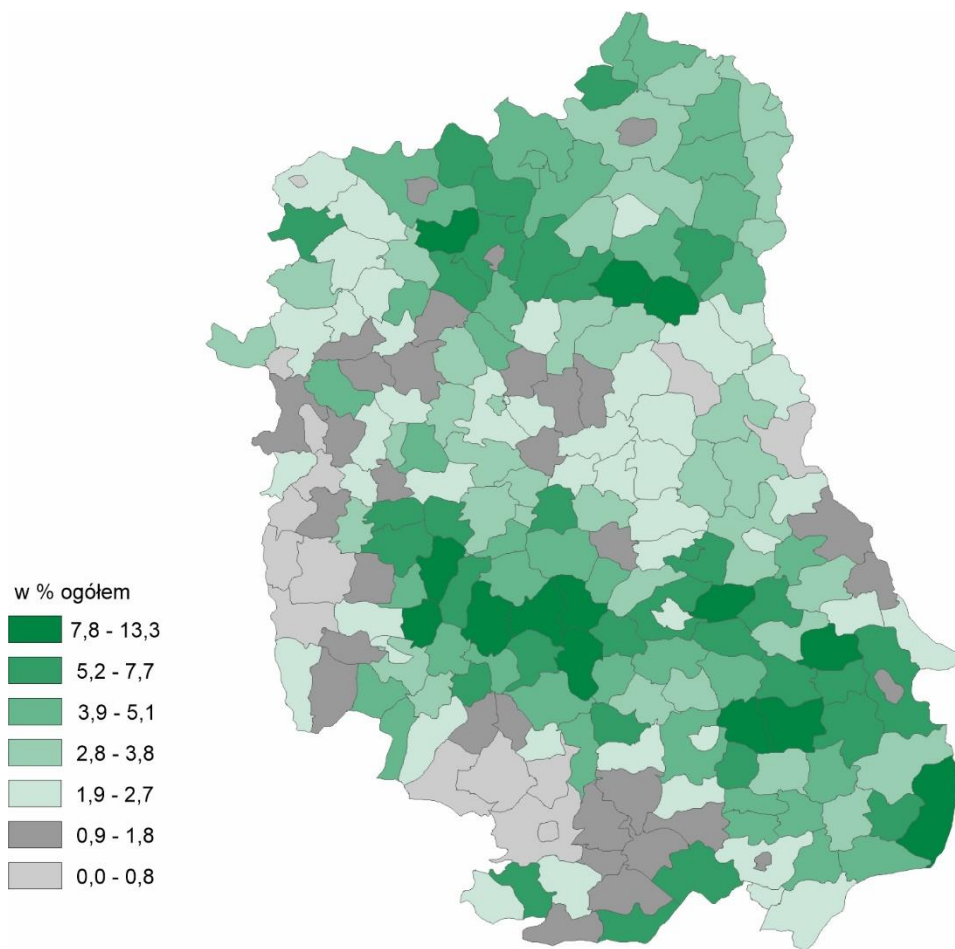 w % ogółem
7,8 - 13,3
5,2 - 7,7
3,9 - 5,1
2,8 - 3,8
1,9 - 2,7
0,9 - 1,8
0,0 - 0,8